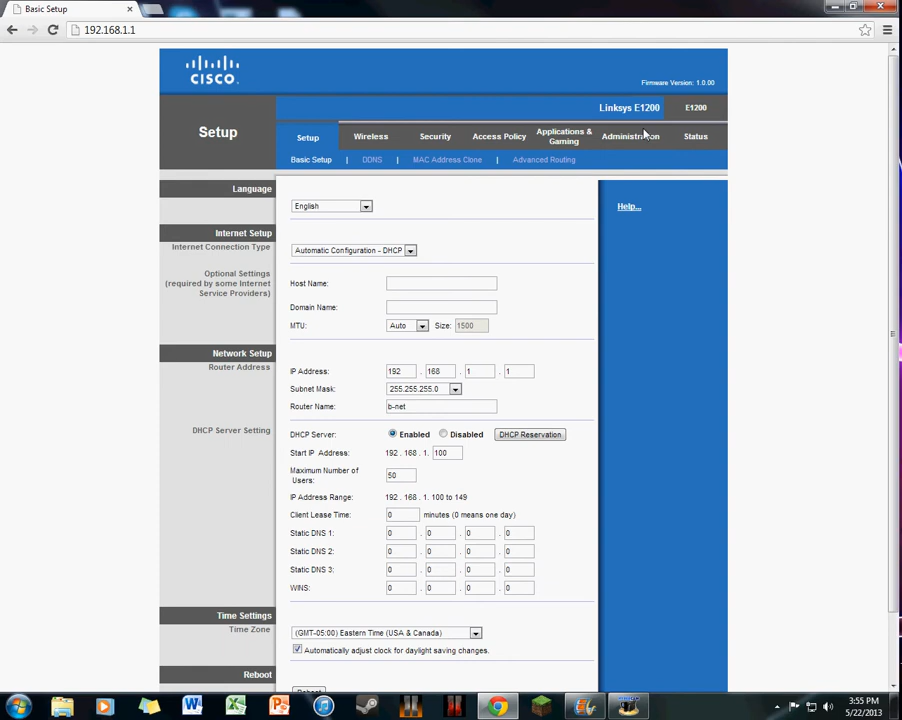 Basic Setup
192.168.1.1
CISCO
Firmware Version: 1.0.00
Linksys E1200 E1200
Setup
Setup Wireless Security Access Policy Applications & Gaming Administration Status
Basic Setup | DDNS | MAC Address Clone | Advanced Routing
Language
English
Help...
Internet Setup
Internet Connection Type
Automatic Configuration - DHCP
Optional Settings
(required by some Internet
Service Providers)
Host Name:
Domain Name:
MTU: Auto Size: 1500
Network Setup
Router Address
IP Address: 192 . 168 . 1 . 1
Subnet Mask: 255.255.255.0
Router Name: b-net
DHCP Server Setting
DHCP Server: Enabled Disabled DHCP Reservation
Start IP Address: 192 . 168 . 1. 100
Maximum Number of
Users: 50
IP Address Range: 192 . 168 . 1. 100 to 149
Client Lease Time: 0 minutes (0 means one day)
Static DNS 1: 0 . 0 . 0 . 0
Static DNS 2: 0 . 0 . 0 . 0
Static DNS 3: 0 . 0 . 0 . 0
WINS: 0 . 0 . 0 . 0
Time Settings
Time Zone
(GMT-05:00) Eastern Time (USA & Canada)
Automatically adjust clock for daylight saving changes.
Reboot
Reboot
3:55 PM
5/22/2013